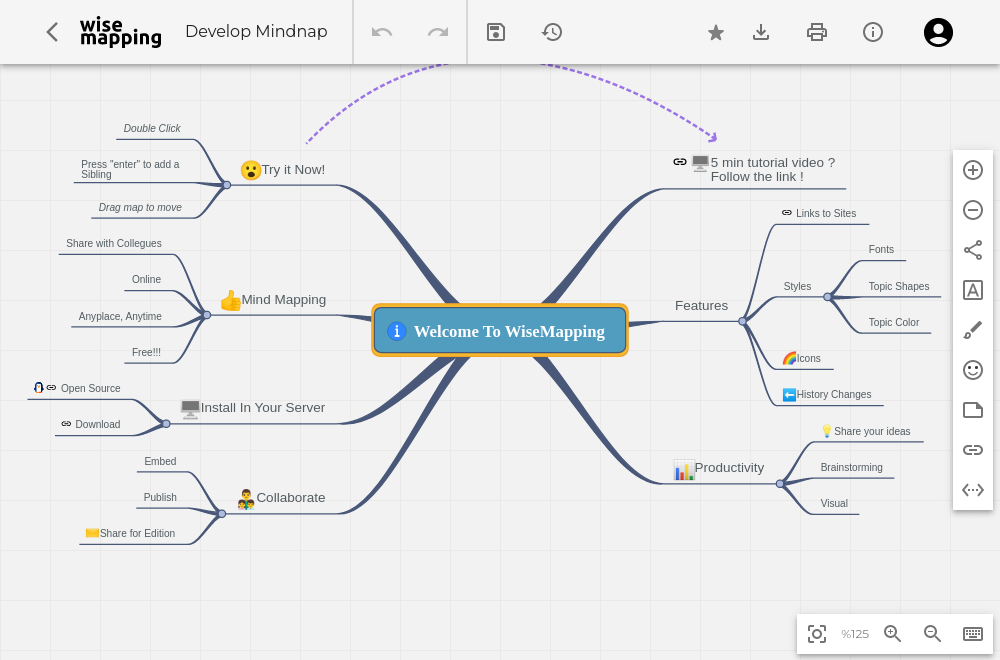 wise
mapping
Develop Mindnap
Double Click
Press "enter" to add a
Sibling
Drag map to move
Try it Now!
Share with Collegues
Online
Anyplace, Anytime
Free!!!
Mind Mapping
Open Source
Download
Install In Your Server
Embed
Publish
Share for Edition
Collaborate
Welcome To WiseMapping
5 min tutorial video ?
Follow the link !
Features
Links to Sites
Styles
Fonts
Topic Shapes
Topic Color
Icons
History Changes
Productivity
Share your ideas
Brainstorming
Visual
%125